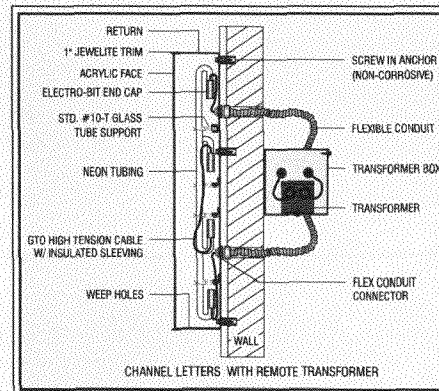 RETURN
1" JEWELITE TRIM
ACRYLIC FACE
ELECTRO-BIT END CAP
STD. #10-T GLASS
TUBE SUPPORT
NEON TUBING
GTO HIGH TENSION CABLE
W/ INSULATED SLEEVING
WEEP HOLES
SCREW IN ANCHOR
(NON-CORROSIVE)
FLEXIBLE CONDUIT
TRANSFORMER BOX
TRANSFORMER
FLEX CONDUIT
CONNECTOR
WALL
CHANNEL LETTERS WITH REMOTE TRANSFORMER